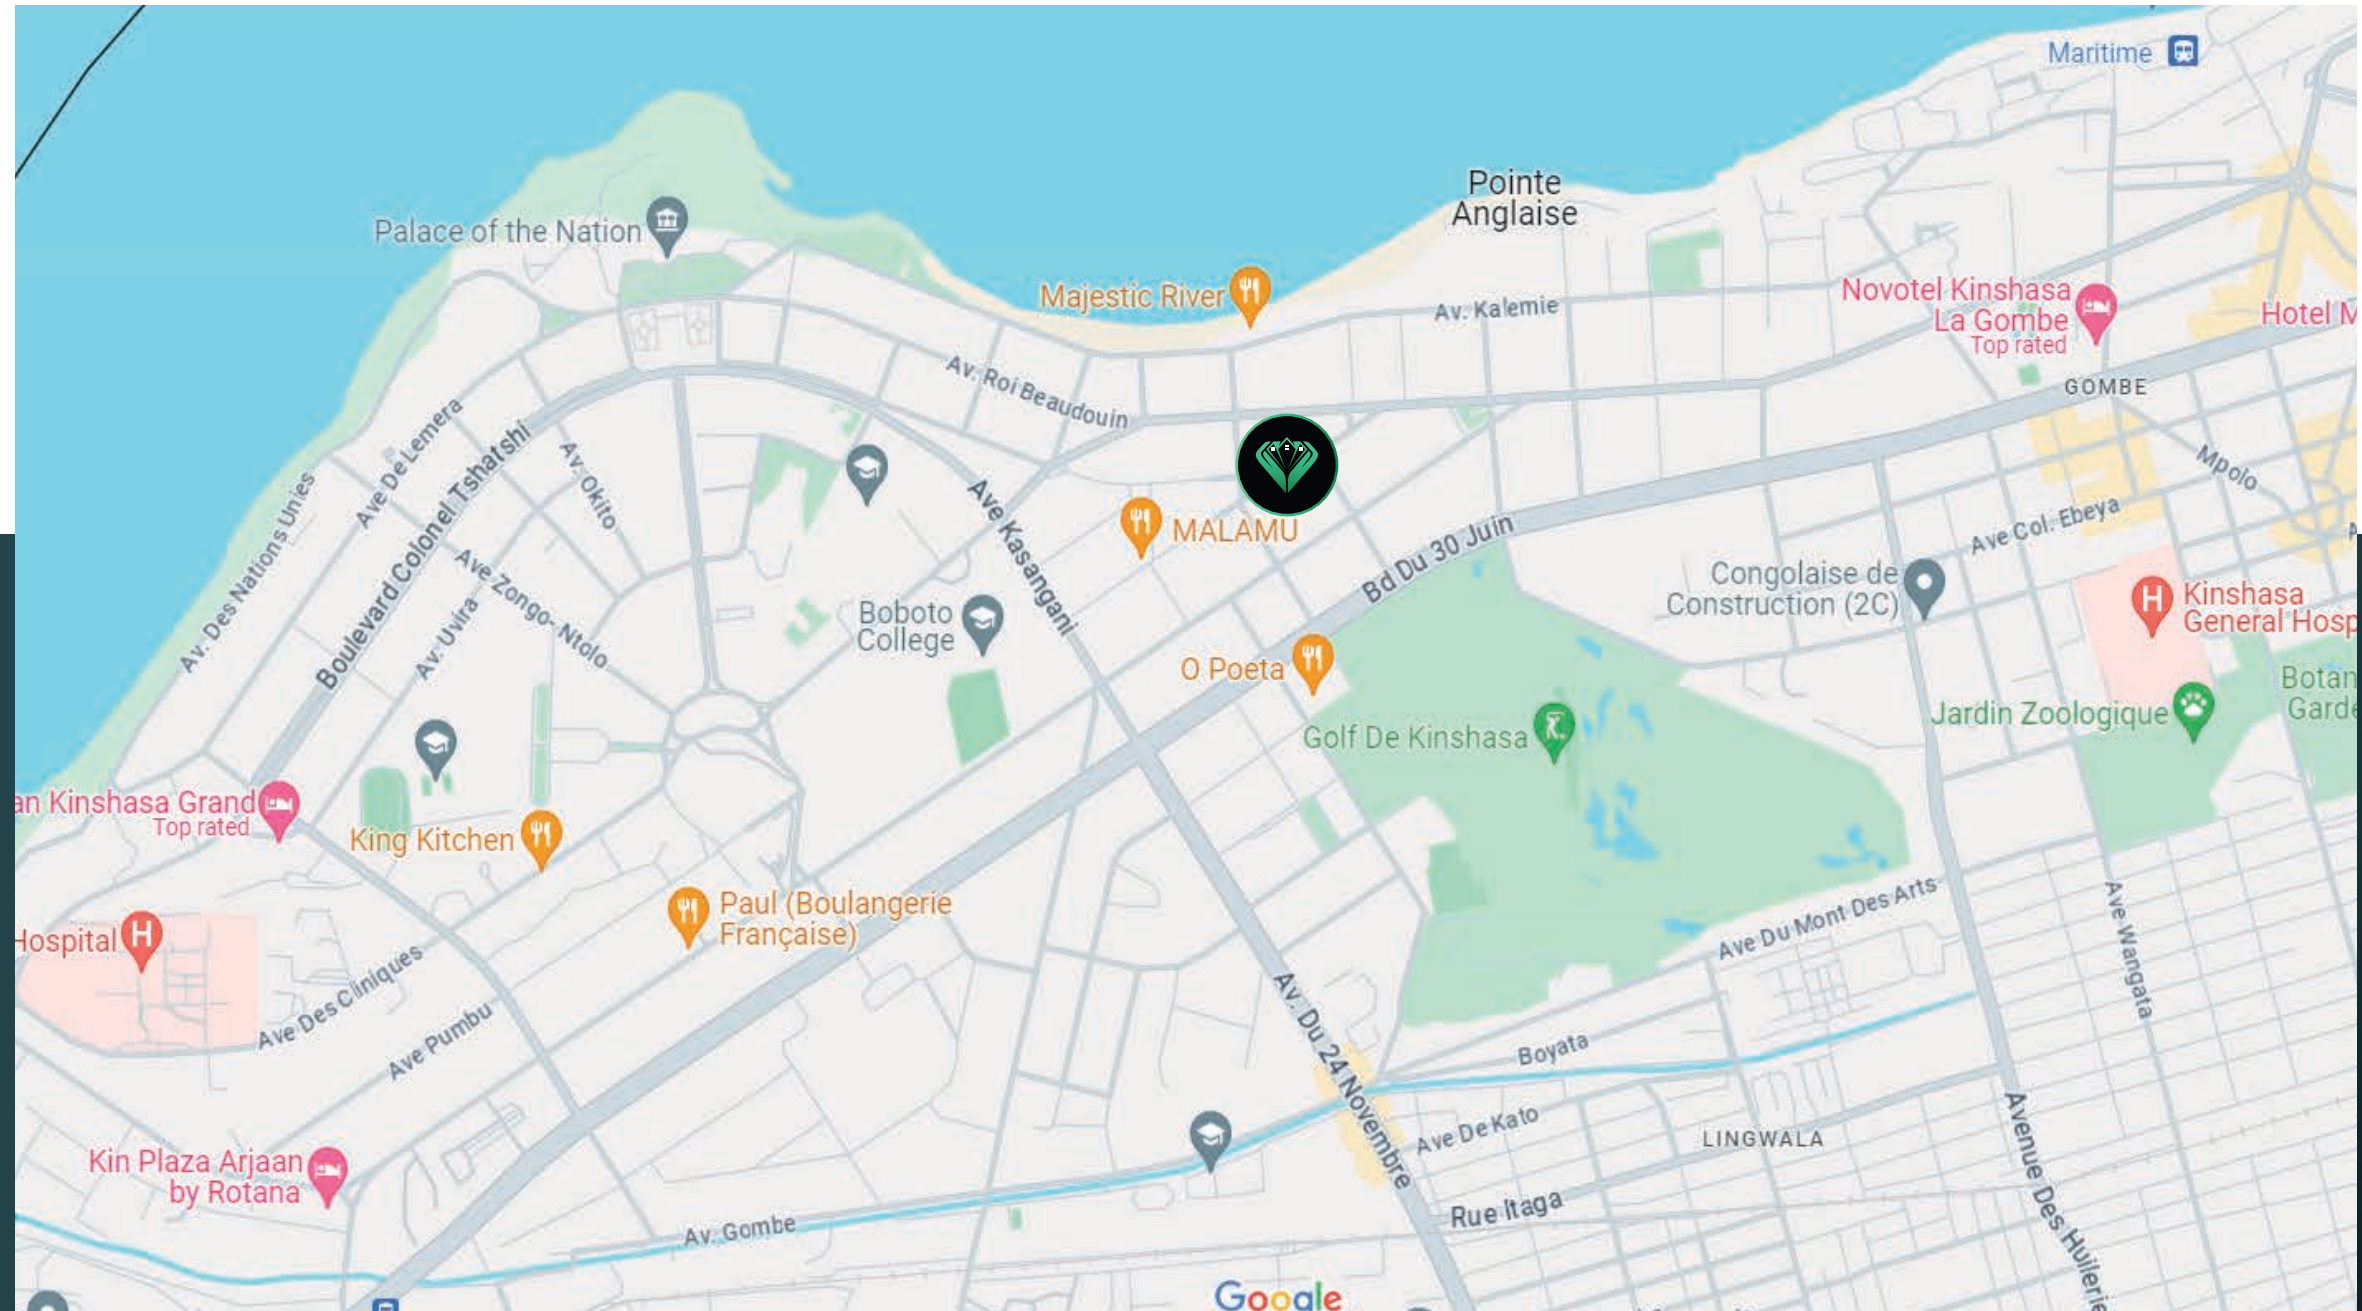 Maritime
Pointe
Anglaise
Palace of the Nation
Majestic River
Av. Kalemie
Novotel Kinshasa
La Gombe
Top rated
Hotel M
GOMBE
Av. Roi Beaudouin
Ave De Lemera
Boulevard Colonel Tshatshi
Av. Okito
Av. Des Nations Unies
Ave Kasangani
MALAMU
Mpolo
Ave Col. Ebeya
Bd Du 30 Juin
Ave Zongo-Ntolo
Av. Uvira
Boboto
College
Congolaise de
Construction (2C)
Kinshasa
General Hosp
O Poeta
Golf De Kinshasa
Jardin Zoologique
Botan
Garde
an Kinshasa Grand
Top rated
King Kitchen
Paul (Boulangerie
Française)
Hospital
Ave Des Cliniques
Ave Pumbu
Ave Du Mont Des Arts
Ave Wangata
Av. Du 24 Novembre
Boyata
Ave De Kato
LINGWALA
Kin Plaza Arjaan
by Rotana
Rue Itaga
Av. Gombe
Avenue Des Huilerie
Google